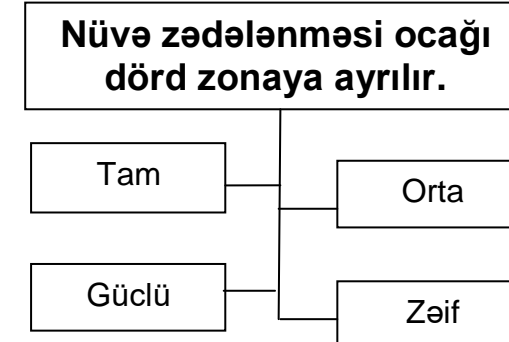 Nüvə zədələnməsi ocağı
dörd zonaya ayrılır.
Tam
Orta
Güclü
Zəif